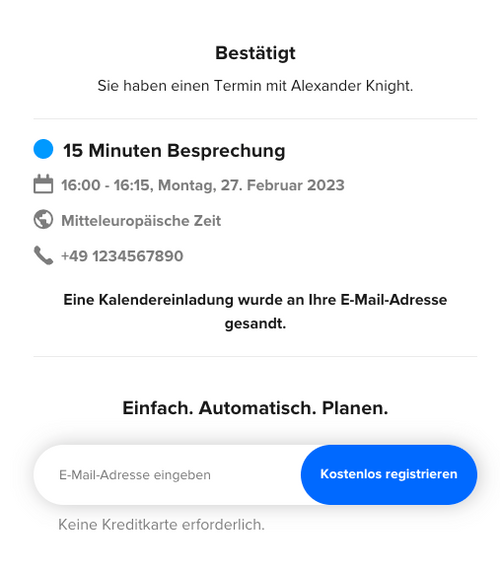 Bestätigt
Sie haben einen Termin mit Alexander Knight.
15 Minuten Besprechung
16:00 - 16:15, Montag, 27. Februar 2023
Mitteleuropäische Zeit
+49 1234567890
Eine Kalendereinladung wurde an Ihre E-Mail-Adresse
gesandt.
Einfach. Automatisch. Planen.
E-Mail-Adresse eingeben
Kostenlos registrieren
Keine Kreditkarte erforderlich.